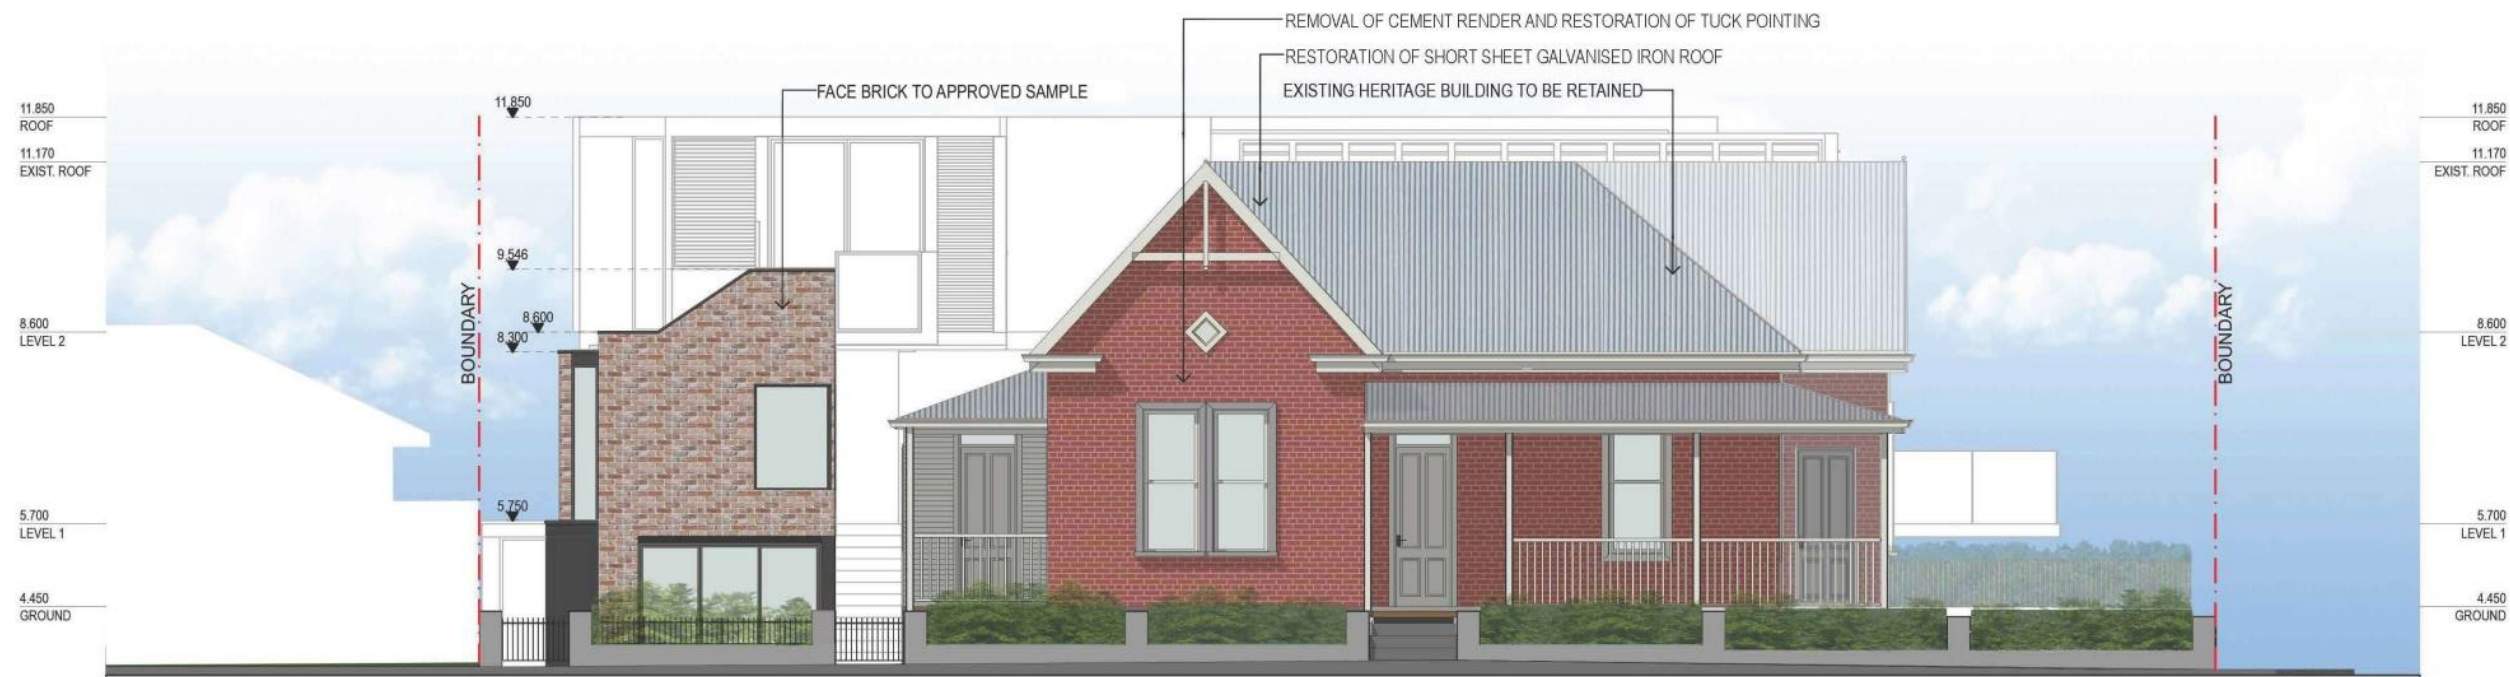 REMOVAL OF CEMENT RENDER AND RESTORATION OF TUCK POINTING
RESTORATION OF SHORT SHEET GALVANISED IRON ROOF
FACE BRICK TO APPROVED SAMPLE
EXISTING HERITAGE BUILDING TO BE RETAINED
11.850
ROOF
11.170
EXIST. ROOF
8.600
LEVEL 2
5.700
LEVEL 1
4.450
GROUND
BOUNDARY
11.850
9.546
8.600
8.300
5.750
BOUNDARY
11.850
ROOF
11.170
EXIST. ROOF
8.600
LEVEL 2
5.700
LEVEL 1
4.450
GROUND